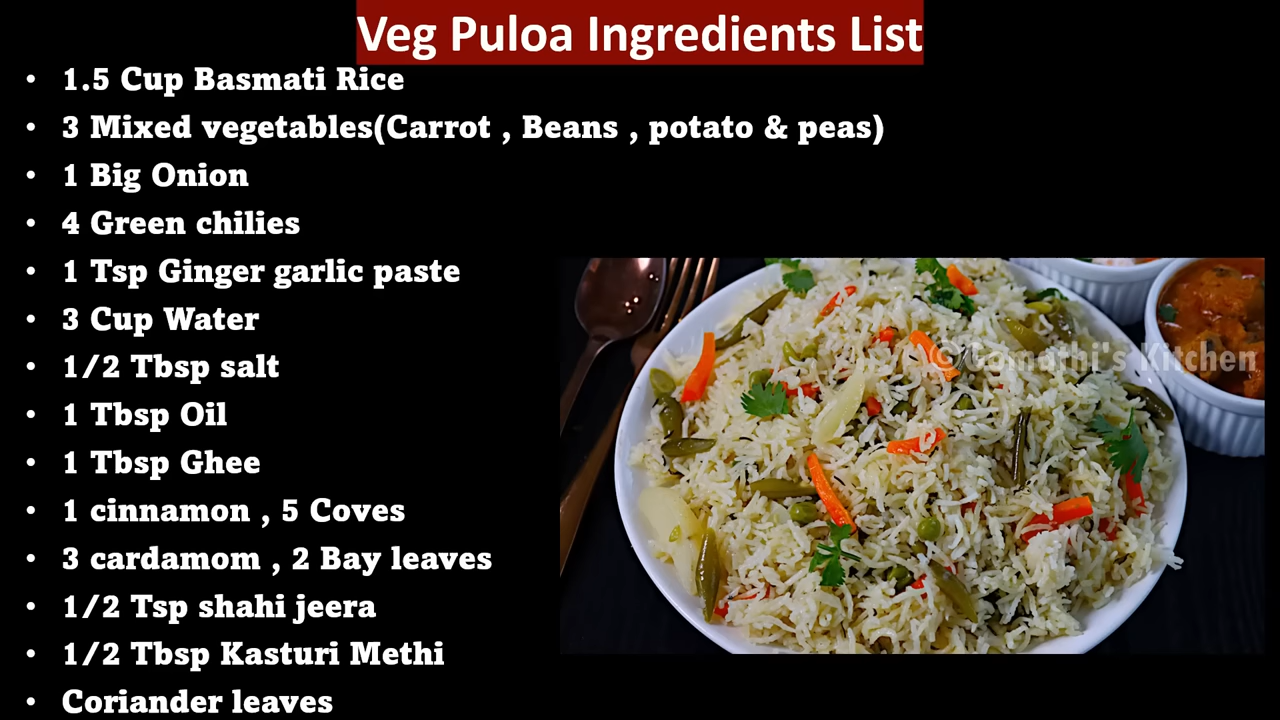 Veg Puloa Ingredients List
• 1.5 Cup Basmati Rice
• 3 Mixed vegetables(Carrot , Beans , potato & peas)
• 1 Big Onion
• 4 Green chilies
• 1 Tsp Ginger garlic paste
• 3 Cup Water
• 1/2 Tbsp salt
• 1 Tbsp Oil
• 1 Tbsp Ghee
• 1 cinnamon , 5 Coves
• 3 cardamom , 2 Bay leaves
• 1/2 Tsp shahi jeera
• 1/2 Tbsp Kasturi Methi
• Coriander leaves
©Gomathi's Kitchen